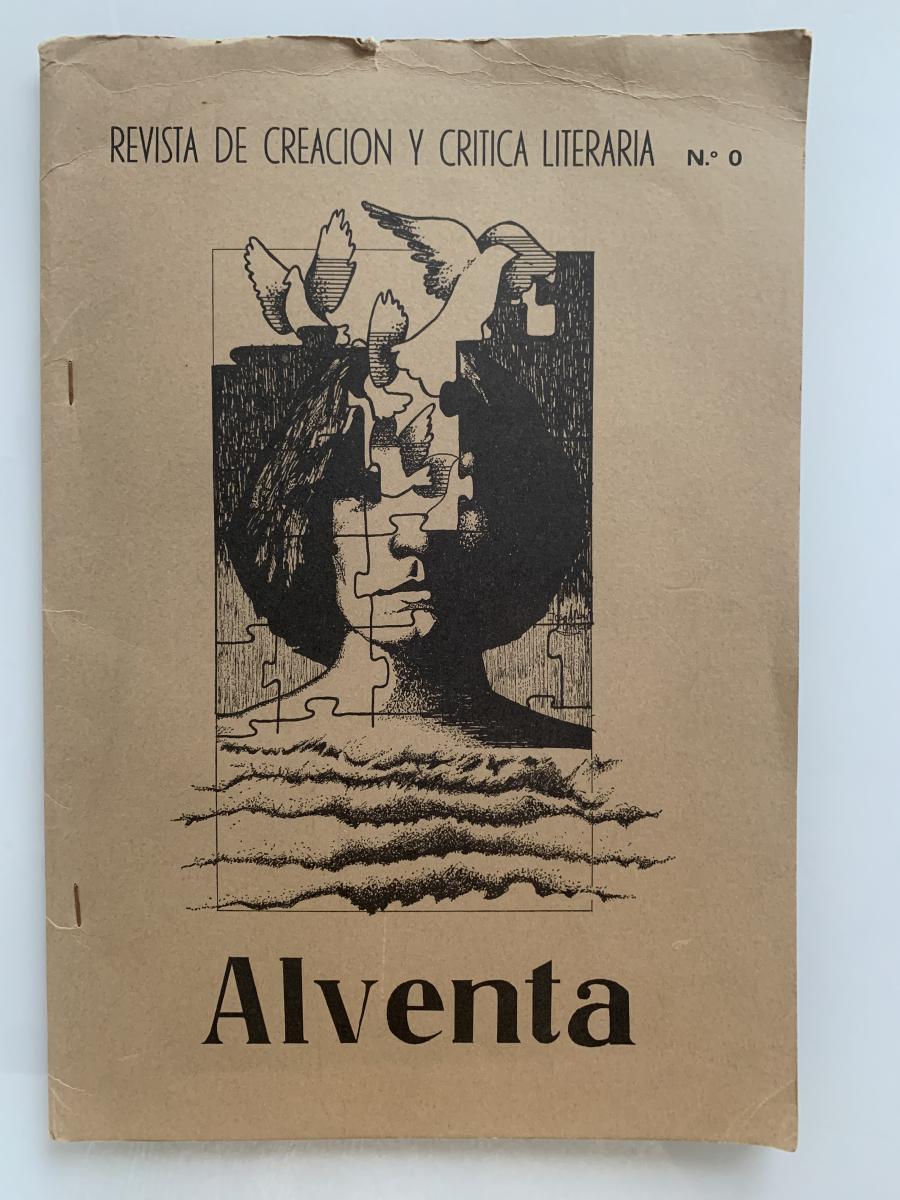 REVISTA DE CREACION Y CRITICA LITERARIA N.º 0
Alventa